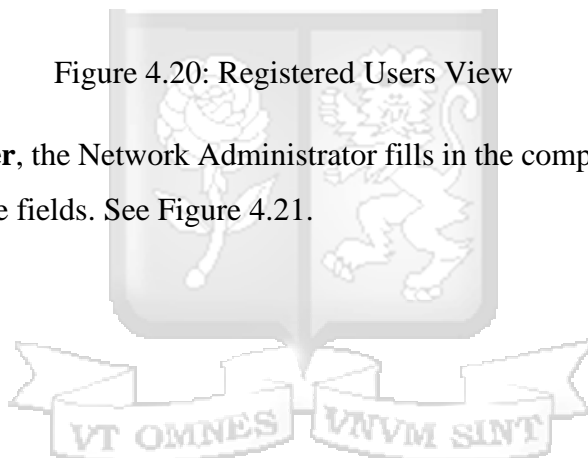 Figure 4.20: Registered Users View
er, the Network Administrator fills in the comp
e fields. See Figure 4.21.
VT OMNES VNVM SINT